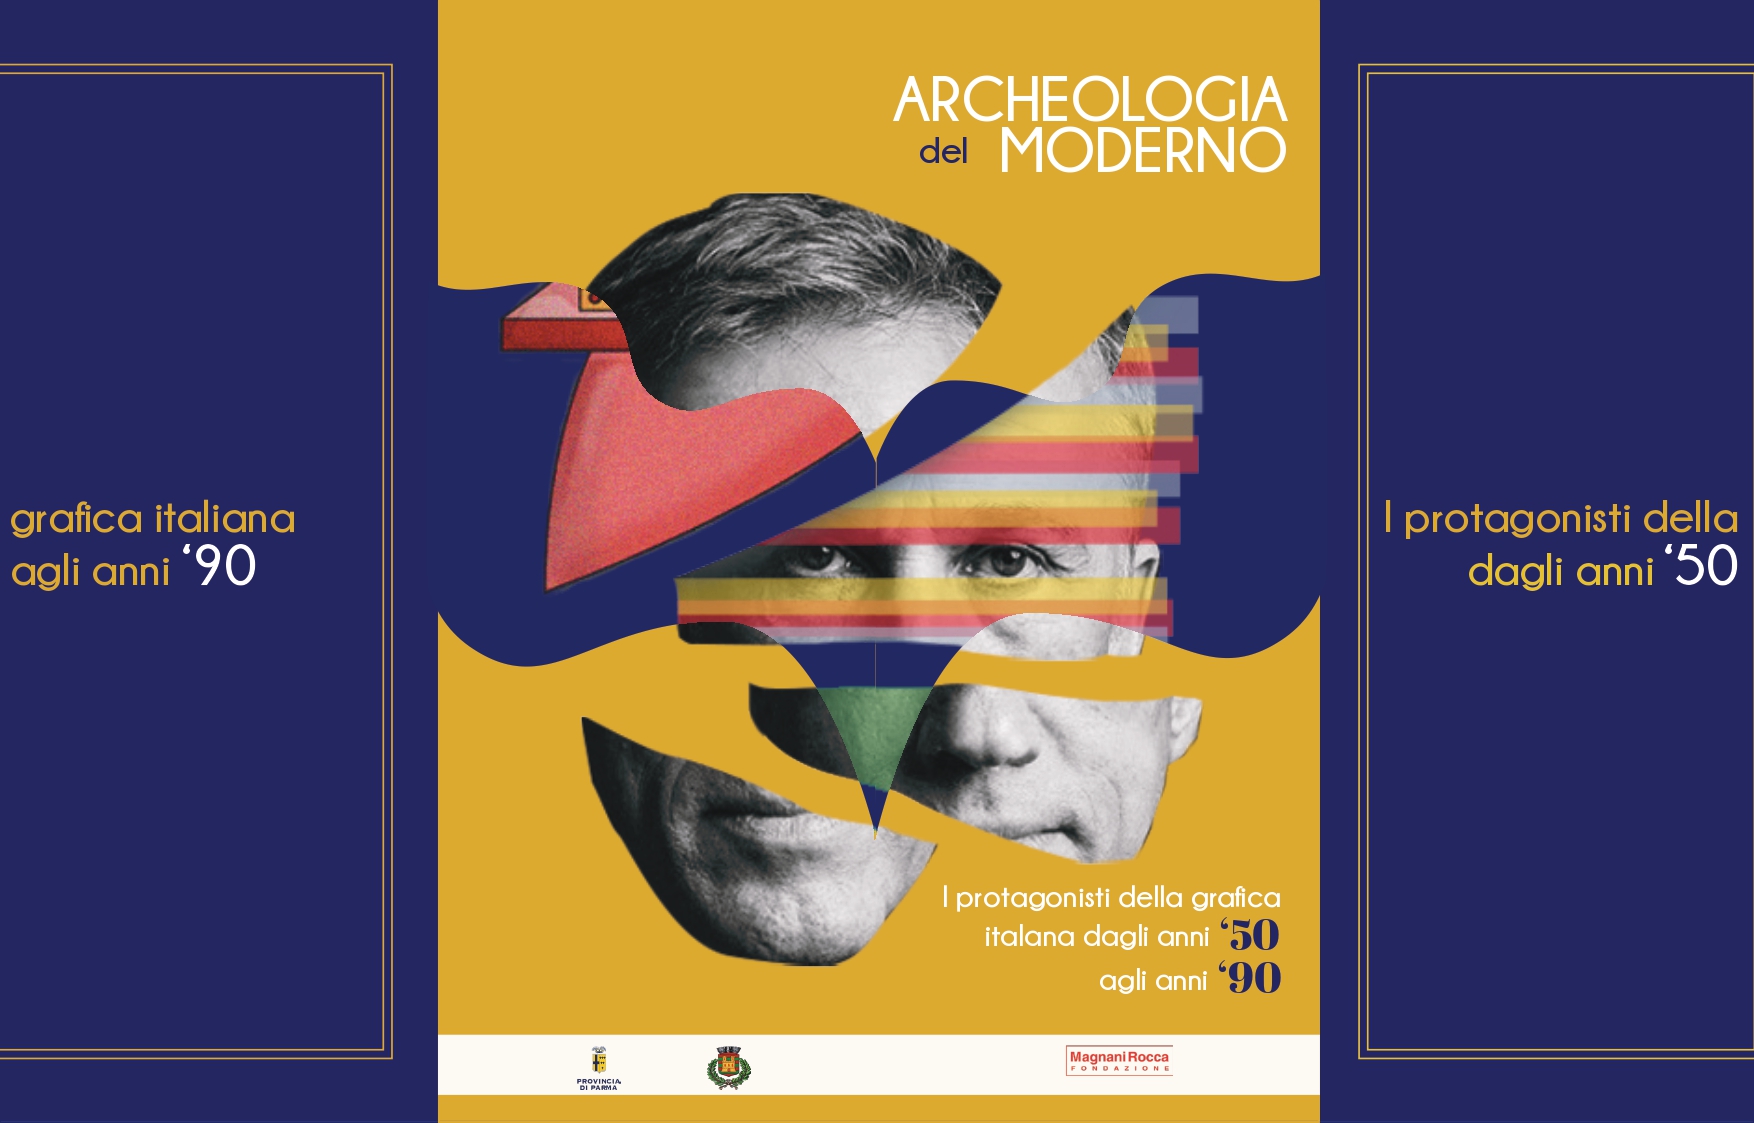 grafica italiana
agli anni ‘90
ARCHEOLOGIA
del MODERNO
I protagonisti della grafica
italana dagli anni ‘50
agli anni ‘90
PROVINCIA
DI PARMA
Magnani Rocca
FONDAZIONE
I protagonisti della
dagli anni ‘50